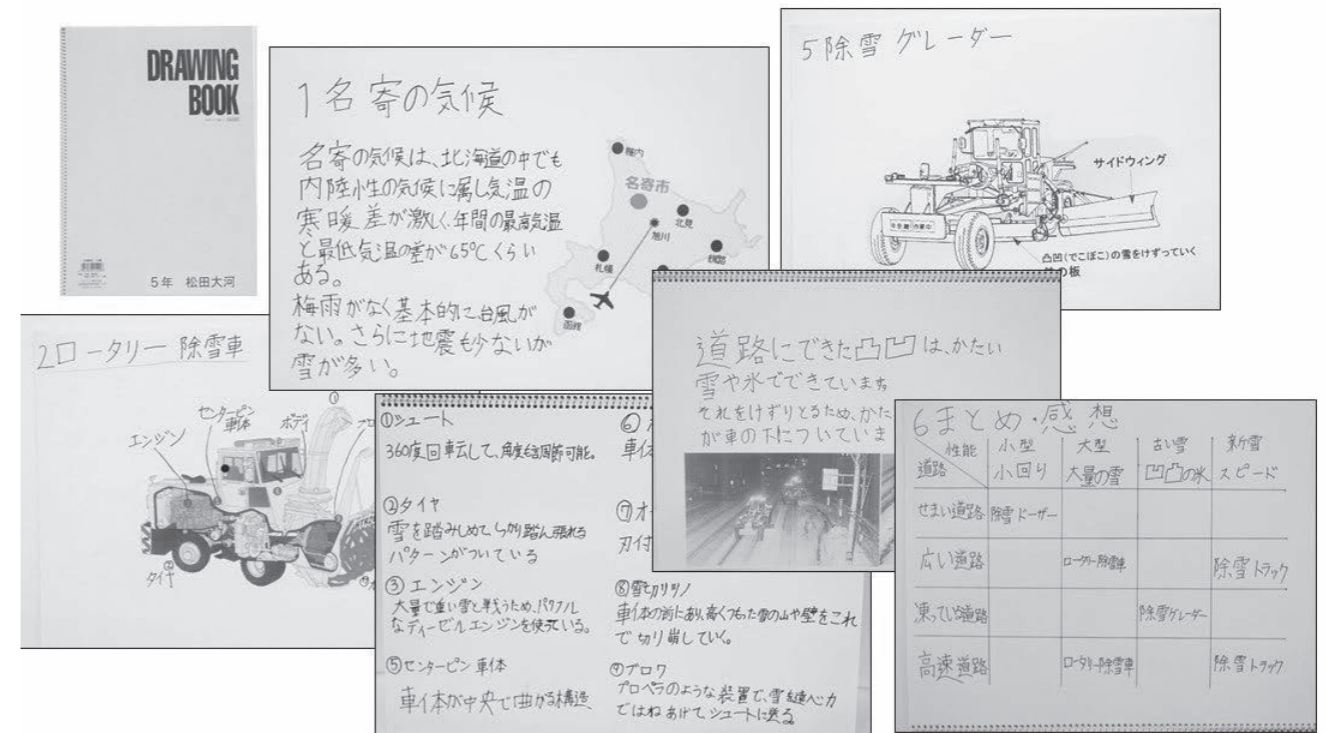 DRAWING
BOOK
5年 松田大河
1 名寄の気候
名寄の気候は、北海道の中でも
内陸性の気候に属し気温の
寒暖差が激しく、年間の最高気温
と最低気温の差が65℃くらい
ある。
梅雨がなく基本的に台風が
ない。さらに地震も少ないが
雪が多い。
稚内
名寄市
北見
旭川
釧路
札幌
函館
5 除雪 グレーダー
サイドウィング
凸凹(でこぼこ)の雪をけずっていく
の板
2ロータリー 除雪車
①
センターピン
車体
ボディ
エンジン
タイヤ
①シュート
360度回転して、角度も調節可能。
②タイヤ
雪を踏みしめて、しっかり踏ん張れる
パターンがついている
③エンジン
大量で重い雪と戦うため、パワフル
なディーゼルエンジンを使っている。
⑤センターピン 車体
車体が中央で曲がる構造
⑥
車体
⑦オ
刃付
⑧雪切りツノ
車体の前にあり、高くつもった雪の山や壁をこれ
で切り崩していく。
⑨ブロワ
プロペラのような装置で、雪を遠心力
ではねあげて、シュートに送る
道路にできた凸凹は、かたい
雪や氷でできています
それをけずりとるため、かた
が車の下についていま
6まとめ・感想
性能 小型 大型 古い雪 新雪
道路 小回り 大量の雪 凹凸の氷 スピード
せまい道路 除雪ドーザー
広い道路 ロータリー除雪車 除雪トラック
凍っている道路 除雪グレーダー
高速道路 ロータリー除雪車 除雪トラック